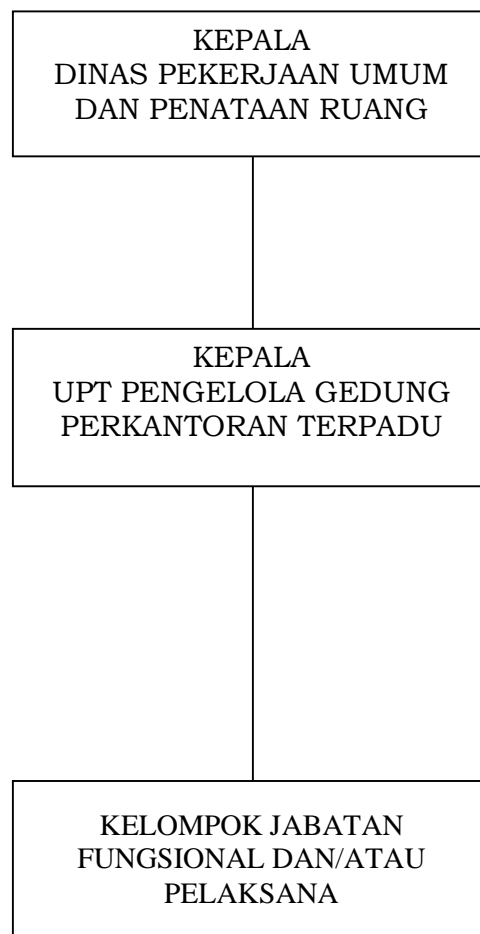 KEPALA
DINAS PEKERJAAN UMUM
DAN PENATAAN RUANG
KEPALA
UPT PENGELOLA GEDUNG
PERKANTORAN TERPADU
KELOMPOK JABATAN
FUNGSIONAL DAN/ATAU
PELAKSANA